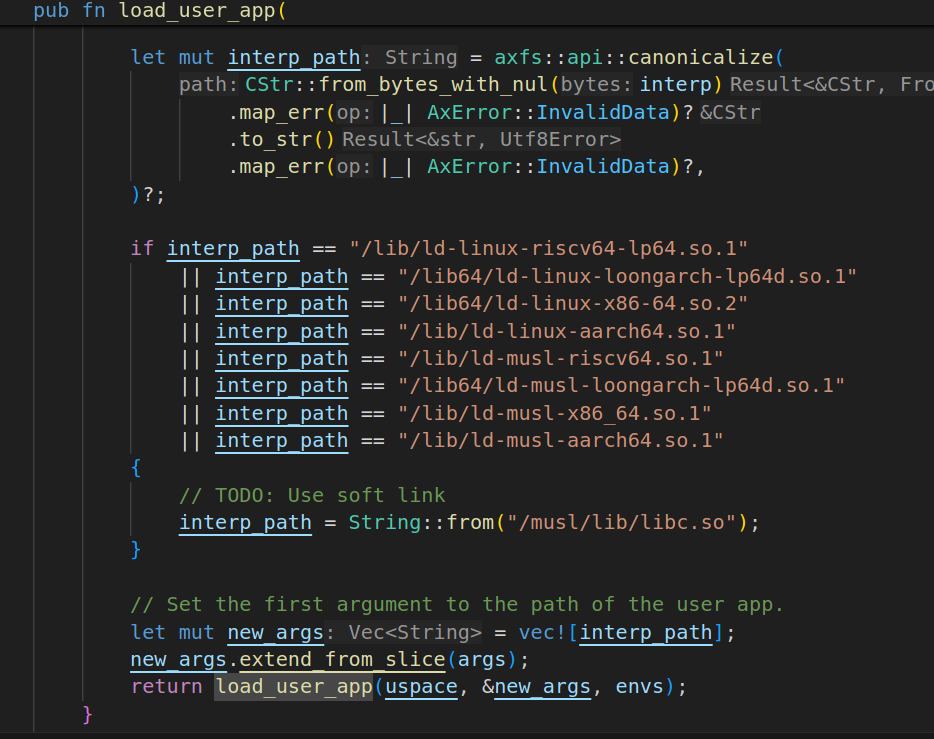 pub fn load_user_app(
let mut interp_path: String = axfs::api::canonicalize(
path: CStr::from_bytes_with_nul(bytes: interp) Result<&CStr, Fro
.map_err(op: |_| AxError::InvalidData)? &CStr
.to_str() Result<&str, Utf8Error>
.map_err(op: |_| AxError::InvalidData)?,
)?;
if interp_path == "/lib/ld-linux-riscv64-lp64.so.1"
|| interp_path == "/lib64/ld-linux-loongarch-lp64d.so.1"
|| interp_path == "/lib64/ld-linux-x86-64.so.2"
|| interp_path == "/lib/ld-linux-aarch64.so.1"
|| interp_path == "/lib/ld-musl-riscv64.so.1"
|| interp_path == "/lib64/ld-musl-loongarch-lp64d.so.1"
|| interp_path == "/lib/ld-musl-x86_64.so.1"
|| interp_path == "/lib/ld-musl-aarch64.so.1"
{
// TODO: Use soft link
interp_path = String::from("/musl/lib/libc.so");
}
// Set the first argument to the path of the user app.
let mut new_args: Vec<String> = vec![interp_path];
new_args.extend_from_slice(args);
return load_user_app(uspace, &new_args, envs);
}